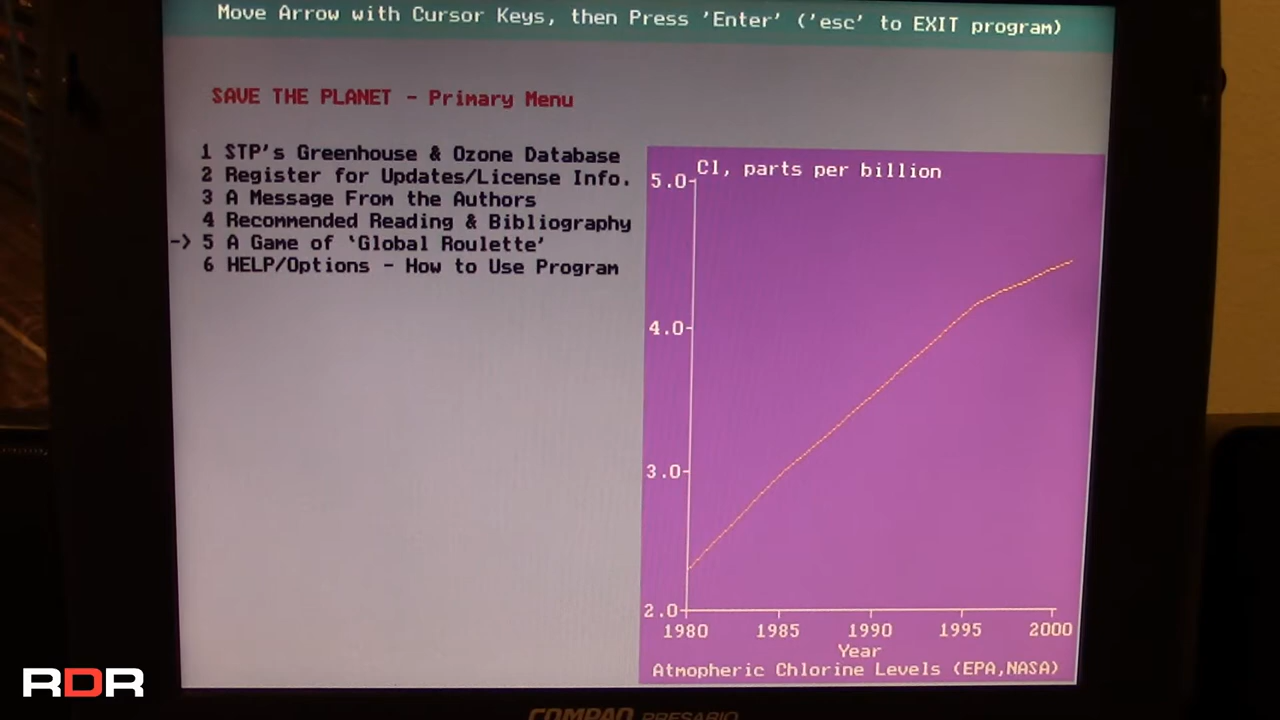 Move Arrow with Cursor Keys, then Press 'Enter' ('esc' to EXIT program)
SAVE THE PLANET - Primary Menu
1 STP's Greenhouse & Ozone Database
2 Register for Updates/License Info.
3 A Message From the Authors
4 Recommended Reading & Bibliography
-> 5 A Game of `Global Roulette'
6 HELP/Options - How to Use Program
Cl, parts per billion
5.0
4.0
3.0
2.0
1980 1985 1990 1995 2000
Year
Atmopheric Chlorine Levels (EPA,NASA)
RDR
COMPAQ PRESARIO